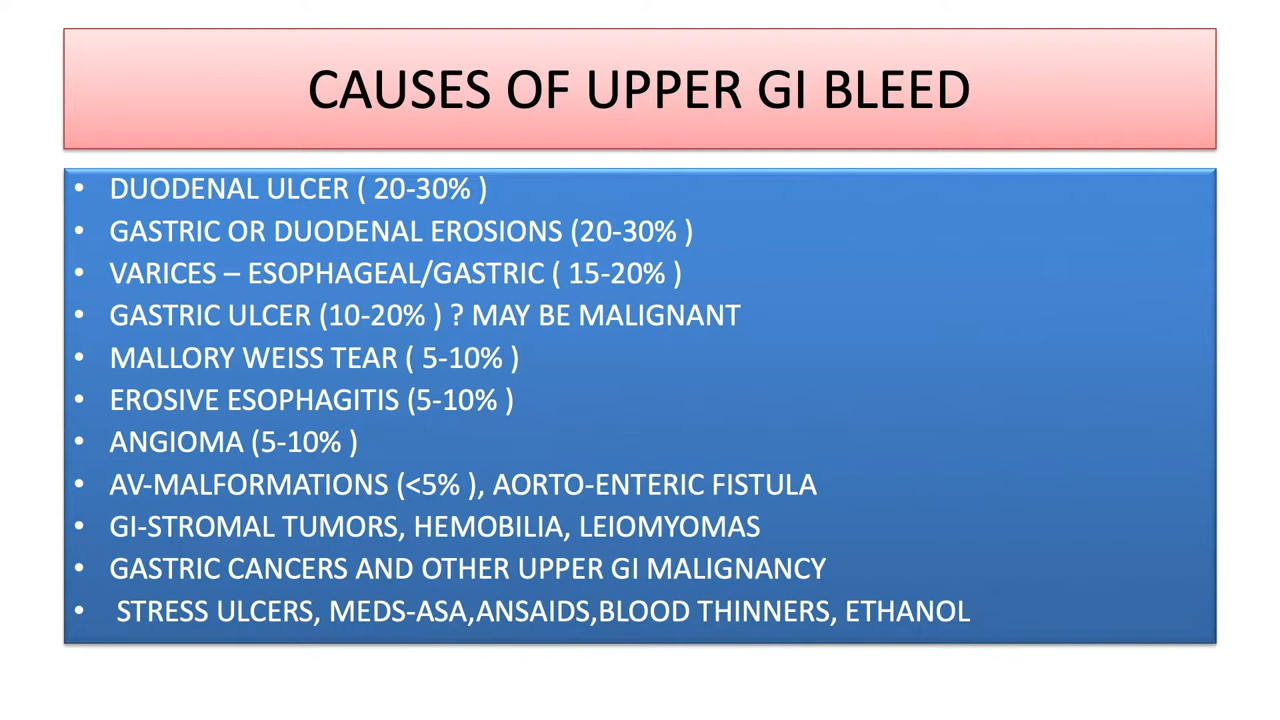 CAUSES OF UPPER GI BLEED
• DUODENAL ULCER ( 20-30% )
• GASTRIC OR DUODENAL EROSIONS (20-30% )
• VARICES – ESOPHAGEAL/GASTRIC ( 15-20% )
• GASTRIC ULCER (10-20% ) ? MAY BE MALIGNANT
• MALLORY WEISS TEAR ( 5-10% )
• EROSIVE ESOPHAGITIS (5-10% )
• ANGIOMA (5-10% )
• AV-MALFORMATIONS (<5% ), AORTO-ENTERIC FISTULA
• GI-STROMAL TUMORS, HEMOBILIA, LEIOMYOMAS
• GASTRIC CANCERS AND OTHER UPPER GI MALIGNANCY
• STRESS ULCERS, MEDS-ASA,ANSAIDS,BLOOD THINNERS, ETHANOL